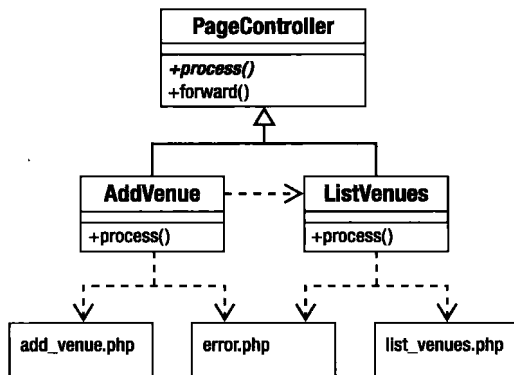 PageController
+process()
+forward()
AddVenue
+process()
ListVenues
+process()
add_venue.php
error.php
list_venues.php